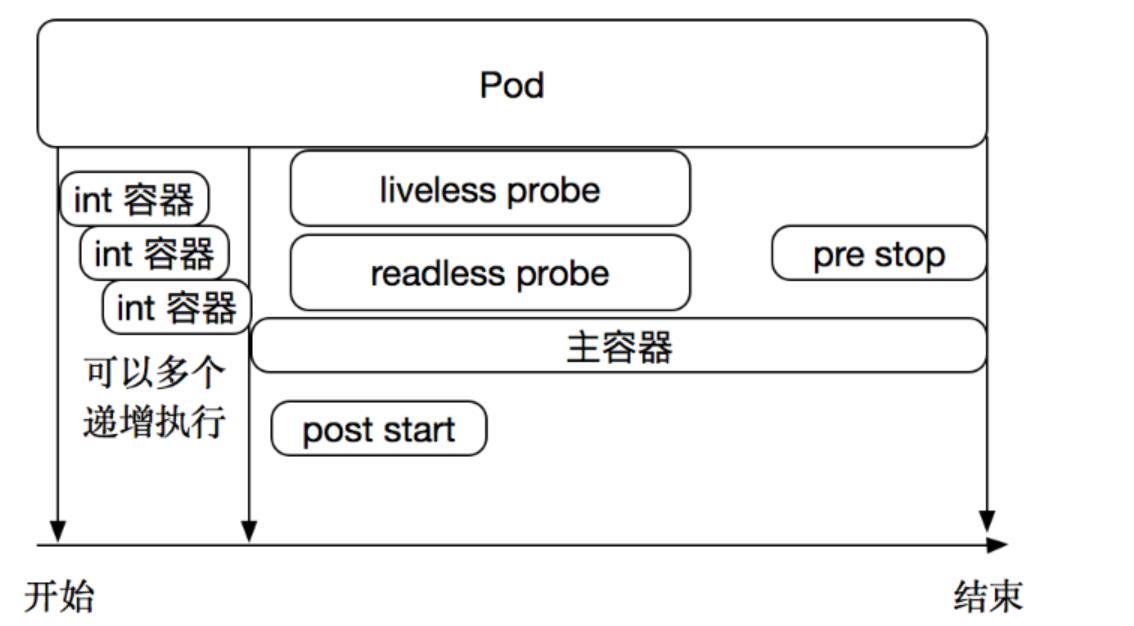 Pod
int 容器
int 容器
int 容器
可以多个
递增执行
liveless probe
readless probe
pre stop
主容器
post start
开始
结束